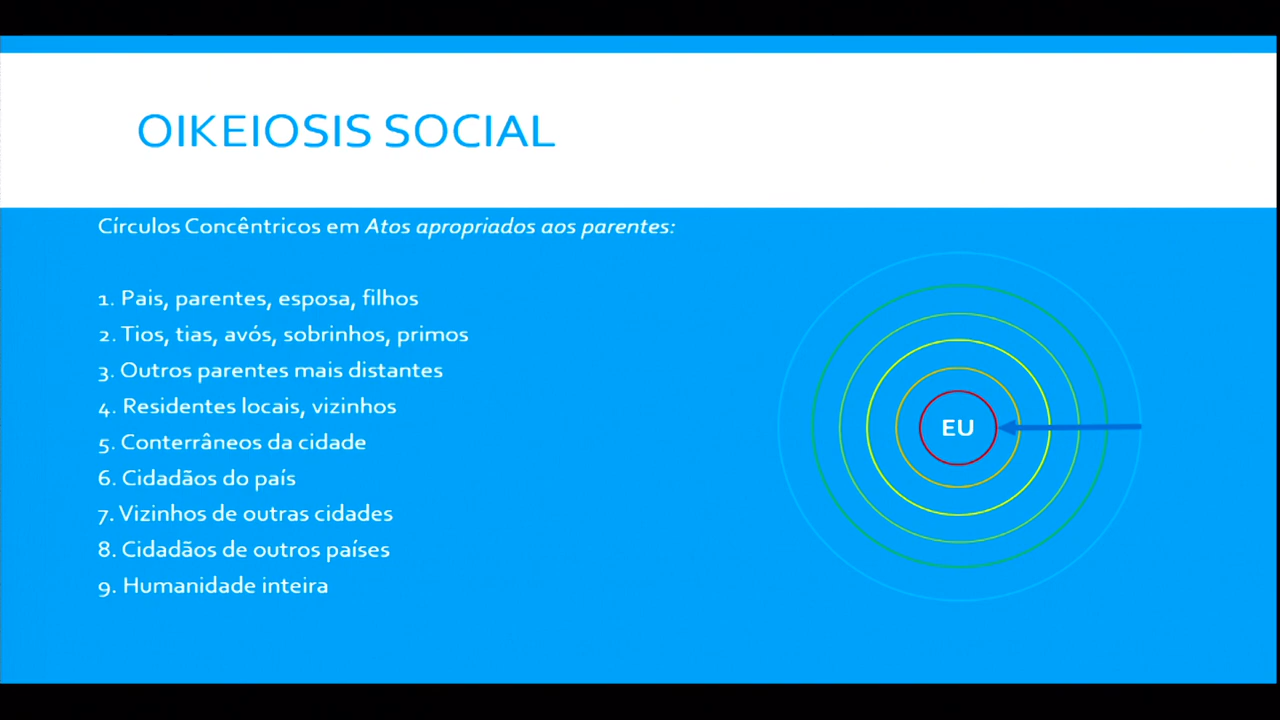 OIKEIOSIS SOCIAL
Círculos Concêntricos em Atos apropriados aos parentes:
1. Pais, parentes, esposa, filhos
2. Tios, tias, avós, sobrinhos, primos
3. Outros parentes mais distantes
4. Residentes locais, vizinhos
5. Conterrâneos da cidade
6. Cidadãos do país
7. Vizinhos de outras cidades
8. Cidadãos de outros países
9. Humanidade inteira
EU